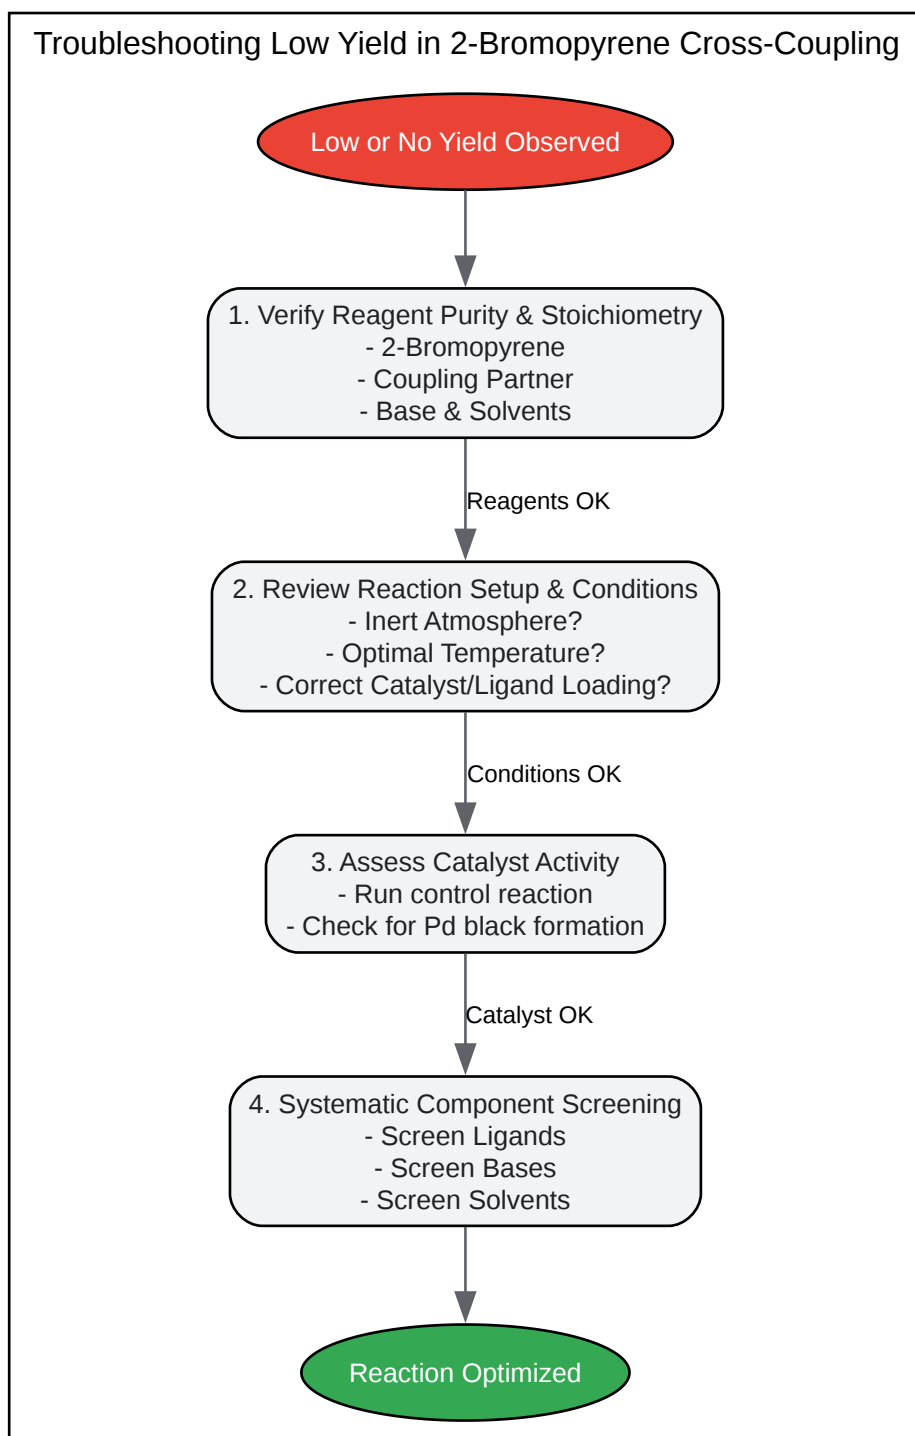 Troubleshooting Low Yield in 2-Bromopyrene Cross-Coupling
Low or No Yield Observed
1. Verify Reagent Purity & Stoichiometry
- 2-Bromopyrene
- Coupling Partner
- Base & Solvents
Reagents OK
2. Review Reaction Setup & Conditions
- Inert Atmosphere?
- Optimal Temperature?
- Correct Catalyst/Ligand Loading?
Conditions OK
3. Assess Catalyst Activity
- Run control reaction
- Check for Pd black formation
Catalyst OK
4. Systematic Component Screening
- Screen Ligands
- Screen Bases
- Screen Solvents
Reaction Optimized